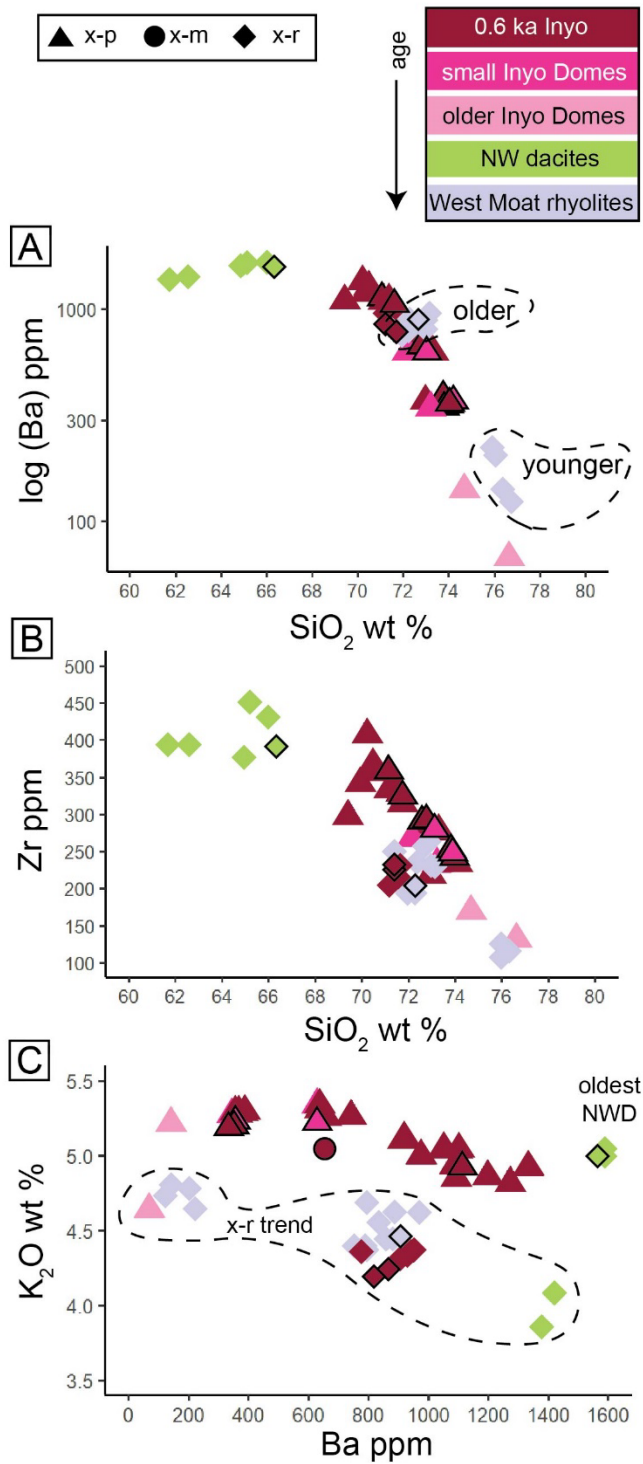 x-p x-m x-r
age
0.6 ka Inyo
small Inyo Domes
older Inyo Domes
NW dacites
West Moat rhyolites
A
older
younger
log (Ba) ppm
1000
300
100
60 62 64 66 68 70 72 74 76 78 80
SiO₂ wt %
B
Zr ppm
500
450
400
350
300
250
200
150
100
60 62 64 66 68 70 72 74 76 78 80
SiO₂ wt %
C
oldest
NWD
x-r trend
K₂O wt %
5.5
5.0
4.5
4.0
3.5
0 200 400 600 800 1000 1200 1400 1600
Ba ppm